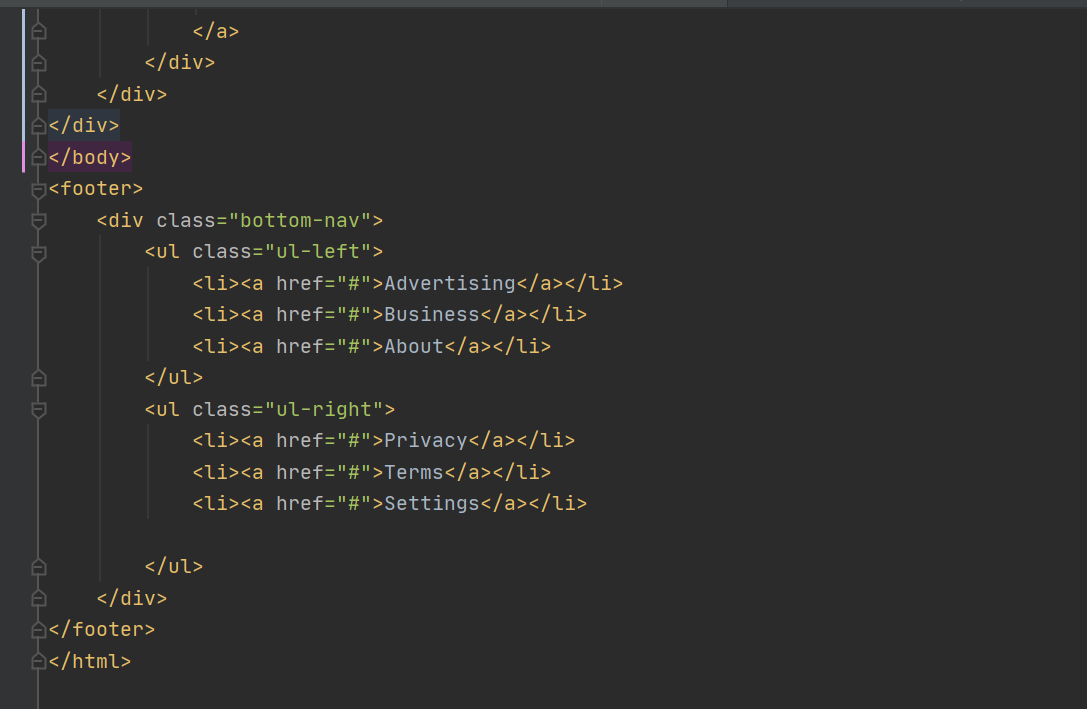 </a>
</div>
</div>
</div>
</body>
<footer>
<div class="bottom-nav">
<ul class="ul-left">
<li><a href="#">Advertising</a></li>
<li><a href="#">Business</a></li>
<li><a href="#">About</a></li>
</ul>
<ul class="ul-right">
<li><a href="#">Privacy</a></li>
<li><a href="#">Terms</a></li>
<li><a href="#">Settings</a></li>
</ul>
</div>
</footer>
</html>